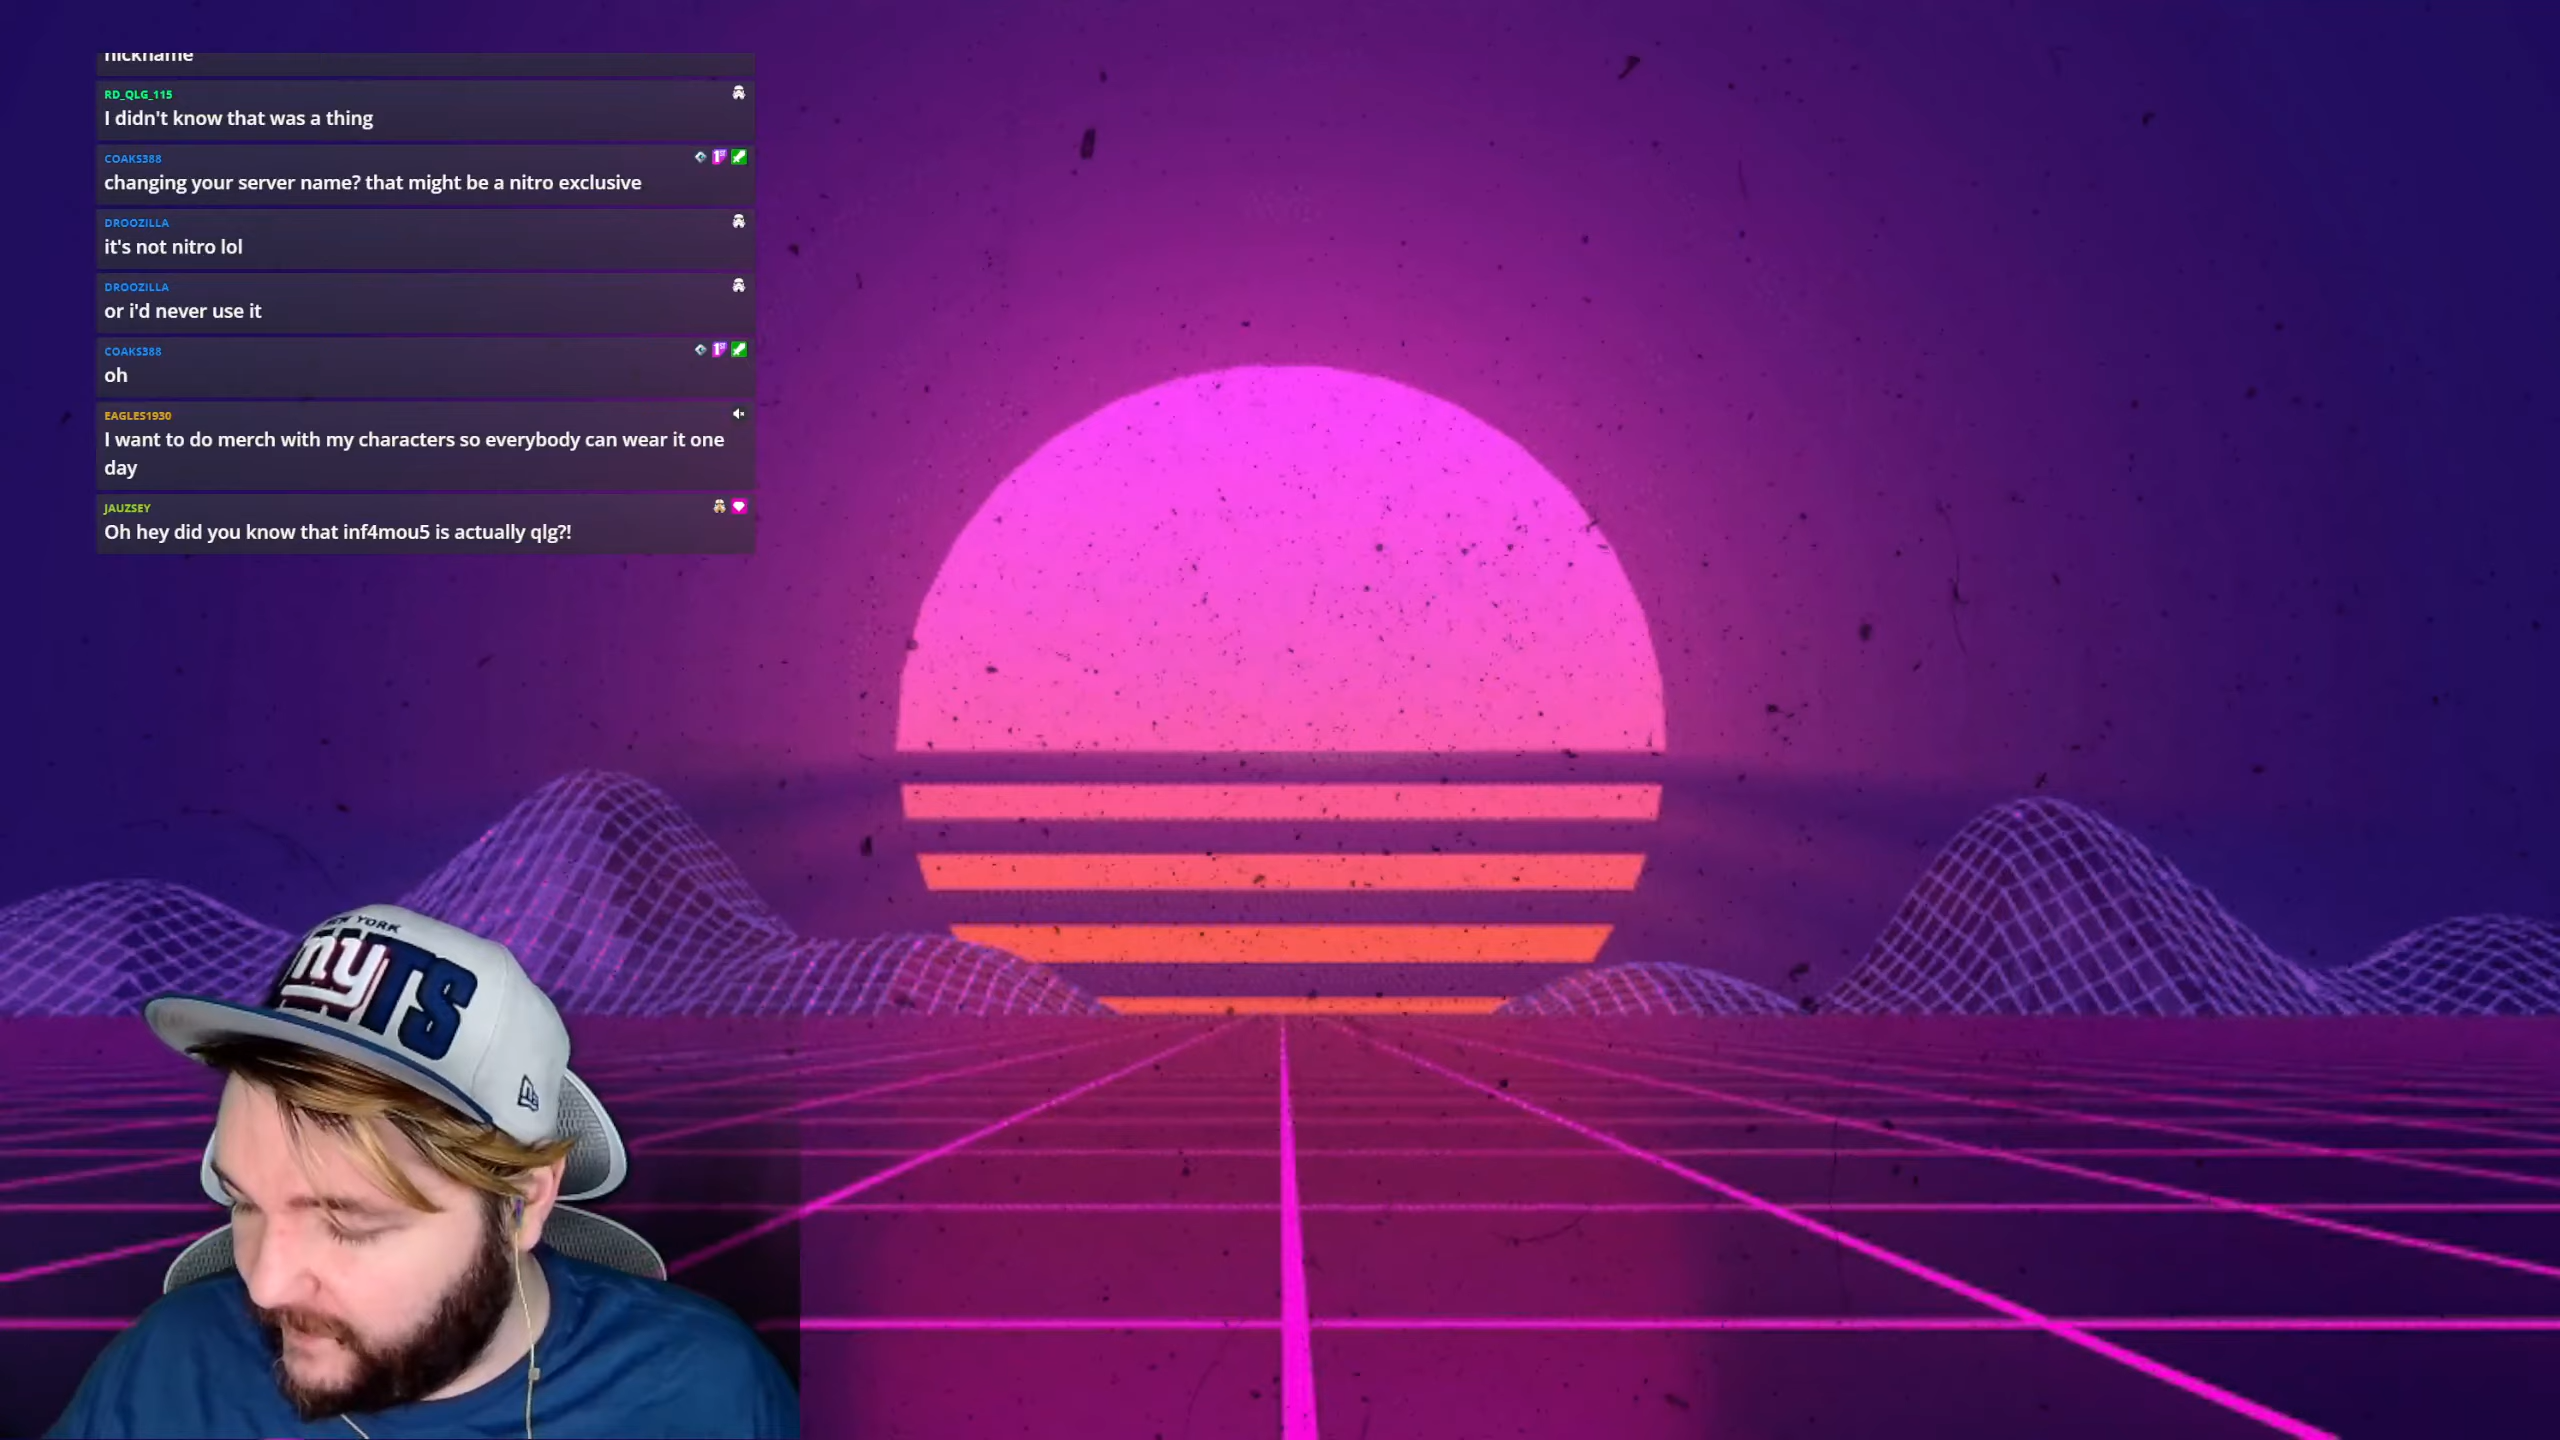 nickname
RD_QLG_115
I didn't know that was a thing
COAKS388
changing your server name? that might be a nitro exclusive
DROOZILLA
it's not nitro lol
DROOZILLA
or i'd never use it
COAKS388
oh
EAGLES1930
I want to do merch with my characters so everybody can wear it one
day
JAUZSEY
Oh hey did you know that inf4mou5 is actually qlg?!
YORK
ny
TS